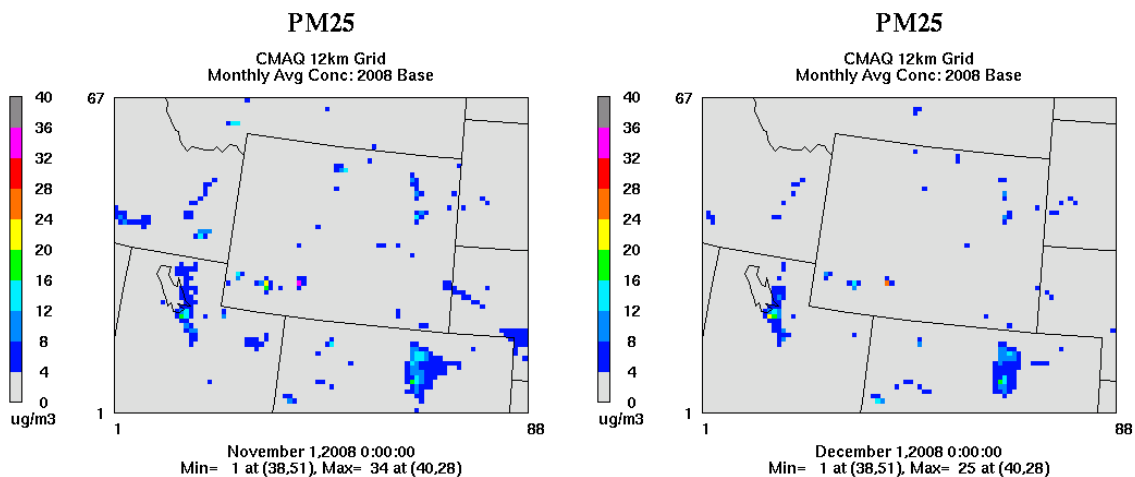 PM25
CMAQ 12km Grid
Monthly Avg Conc: 2008 Base
40
36
32
28
24
20
16
12
8
4
0
ug/m3
67
1
1
88
November 1,2008 0:00:00
Min= 1 at (38,51), Max= 34 at (40,28)
PM25
CMAQ 12km Grid
Monthly Avg Conc: 2008 Base
40
36
32
28
24
20
16
12
8
4
0
ug/m3
67
1
1
88
December 1,2008 0:00:00
Min= 1 at (38,51), Max= 25 at (40,28)